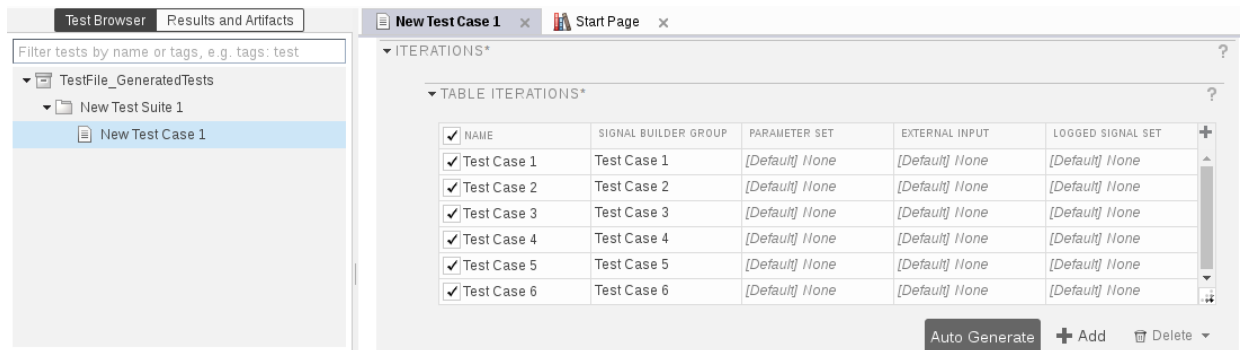 Test Browser Results and Artifacts
Filter tests by name or tags, e.g. tags: test
TestFile_GeneratedTests
New Test Suite 1
New Test Case 1
New Test Case 1 × Start Page ×
ITERATIONS* ?
TABLE ITERATIONS* ?
NAME SIGNAL BUILDER GROUP PARAMETER SET EXTERNAL INPUT LOGGED SIGNAL SET
Test Case 1 Test Case 1 [Default] None [Default] None [Default] None
Test Case 2 Test Case 2 [Default] None [Default] None [Default] None
Test Case 3 Test Case 3 [Default] None [Default] None [Default] None
Test Case 4 Test Case 4 [Default] None [Default] None [Default] None
Test Case 5 Test Case 5 [Default] None [Default] None [Default] None
Test Case 6 Test Case 6 [Default] None [Default] None [Default] None
Auto Generate Add Delete